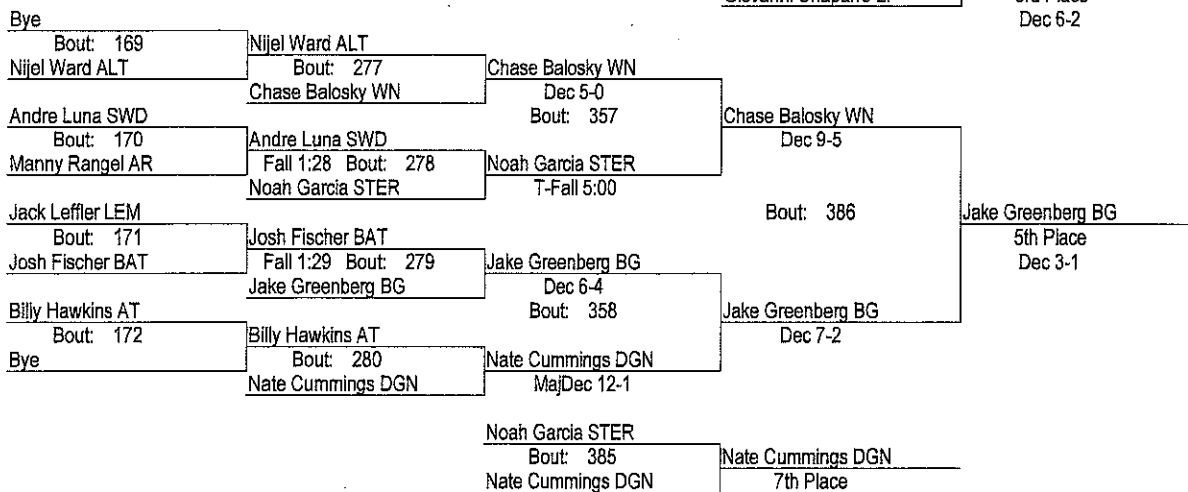 Dec 6-2
Bye
Bout: 169
Nijel Ward ALT
Nijel Ward ALT
Bout: 277
Chase Balosky WN
Chase Balosky WN
Dec 5-0
Bout: 357
Andre Luna SWD
Bout: 170
Manny Rangel AR
Andre Luna SWD
Fall 1:28 Bout: 278
Noah Garcia STER
Noah Garcia STER
T-Fall 5:00
Chase Balosky WN
Dec 9-5
Bout: 386
Jack Leffler LEM
Bout: 171
Josh Fischer BAT
Josh Fischer BAT
Fall 1:29 Bout: 279
Jake Greenberg BG
Jake Greenberg BG
Dec 6-4
Bout: 358
Billy Hawkins AT
Bout: 172
Bye
Billy Hawkins AT
Bout: 280
Nate Cummings DGN
Nate Cummings DGN
MajDec 12-1
Jake Greenberg BG
Dec 7-2
Jake Greenberg BG
5th Place
Dec 3-1
Noah Garcia STER
Bout: 385
Nate Cummings DGN
Nate Cummings DGN
7th Place